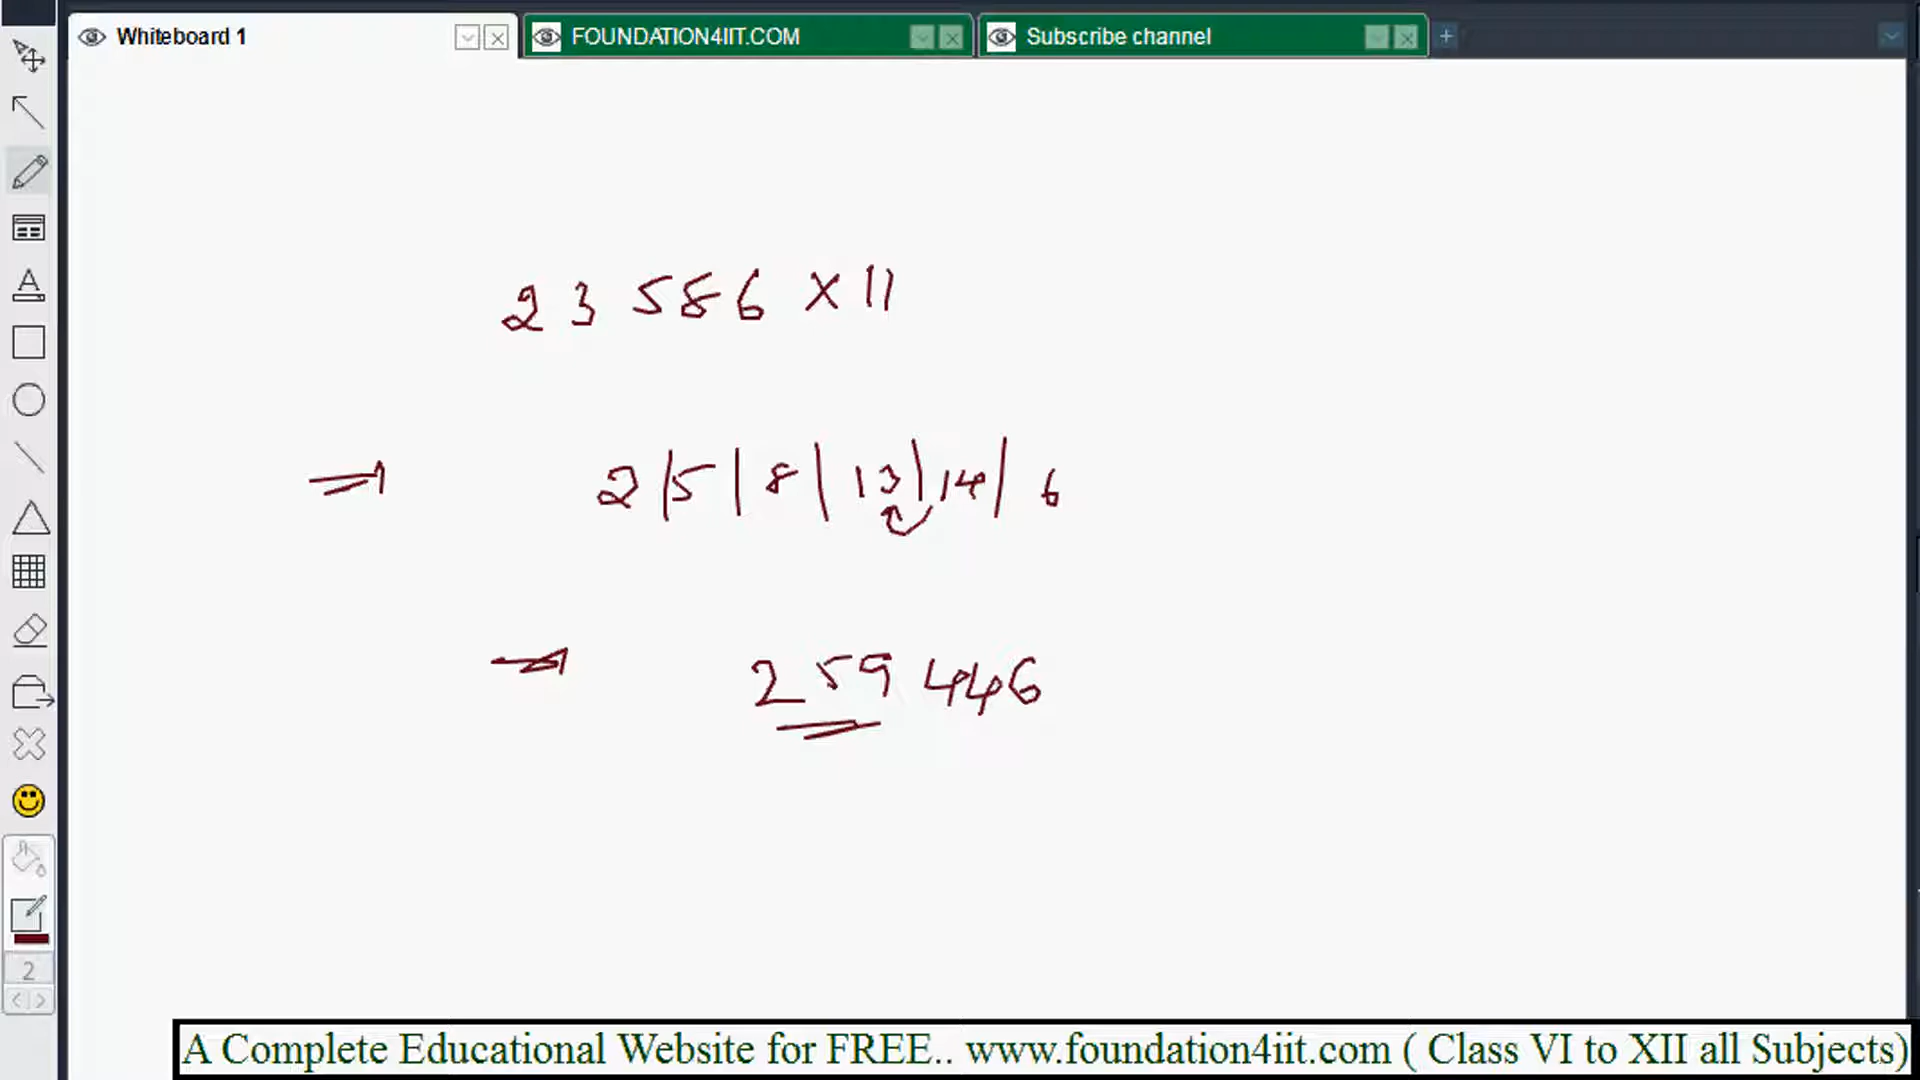 Whiteboard 1
FOUNDATION4IIT.COM
Subscribe channel
23586 × 11
⇒ 2|5|8|13|14|6
⇒ 259446
2
A Complete Educational Website for FREE.. www.foundation4iit.com ( Class VI to XII all Subjects)